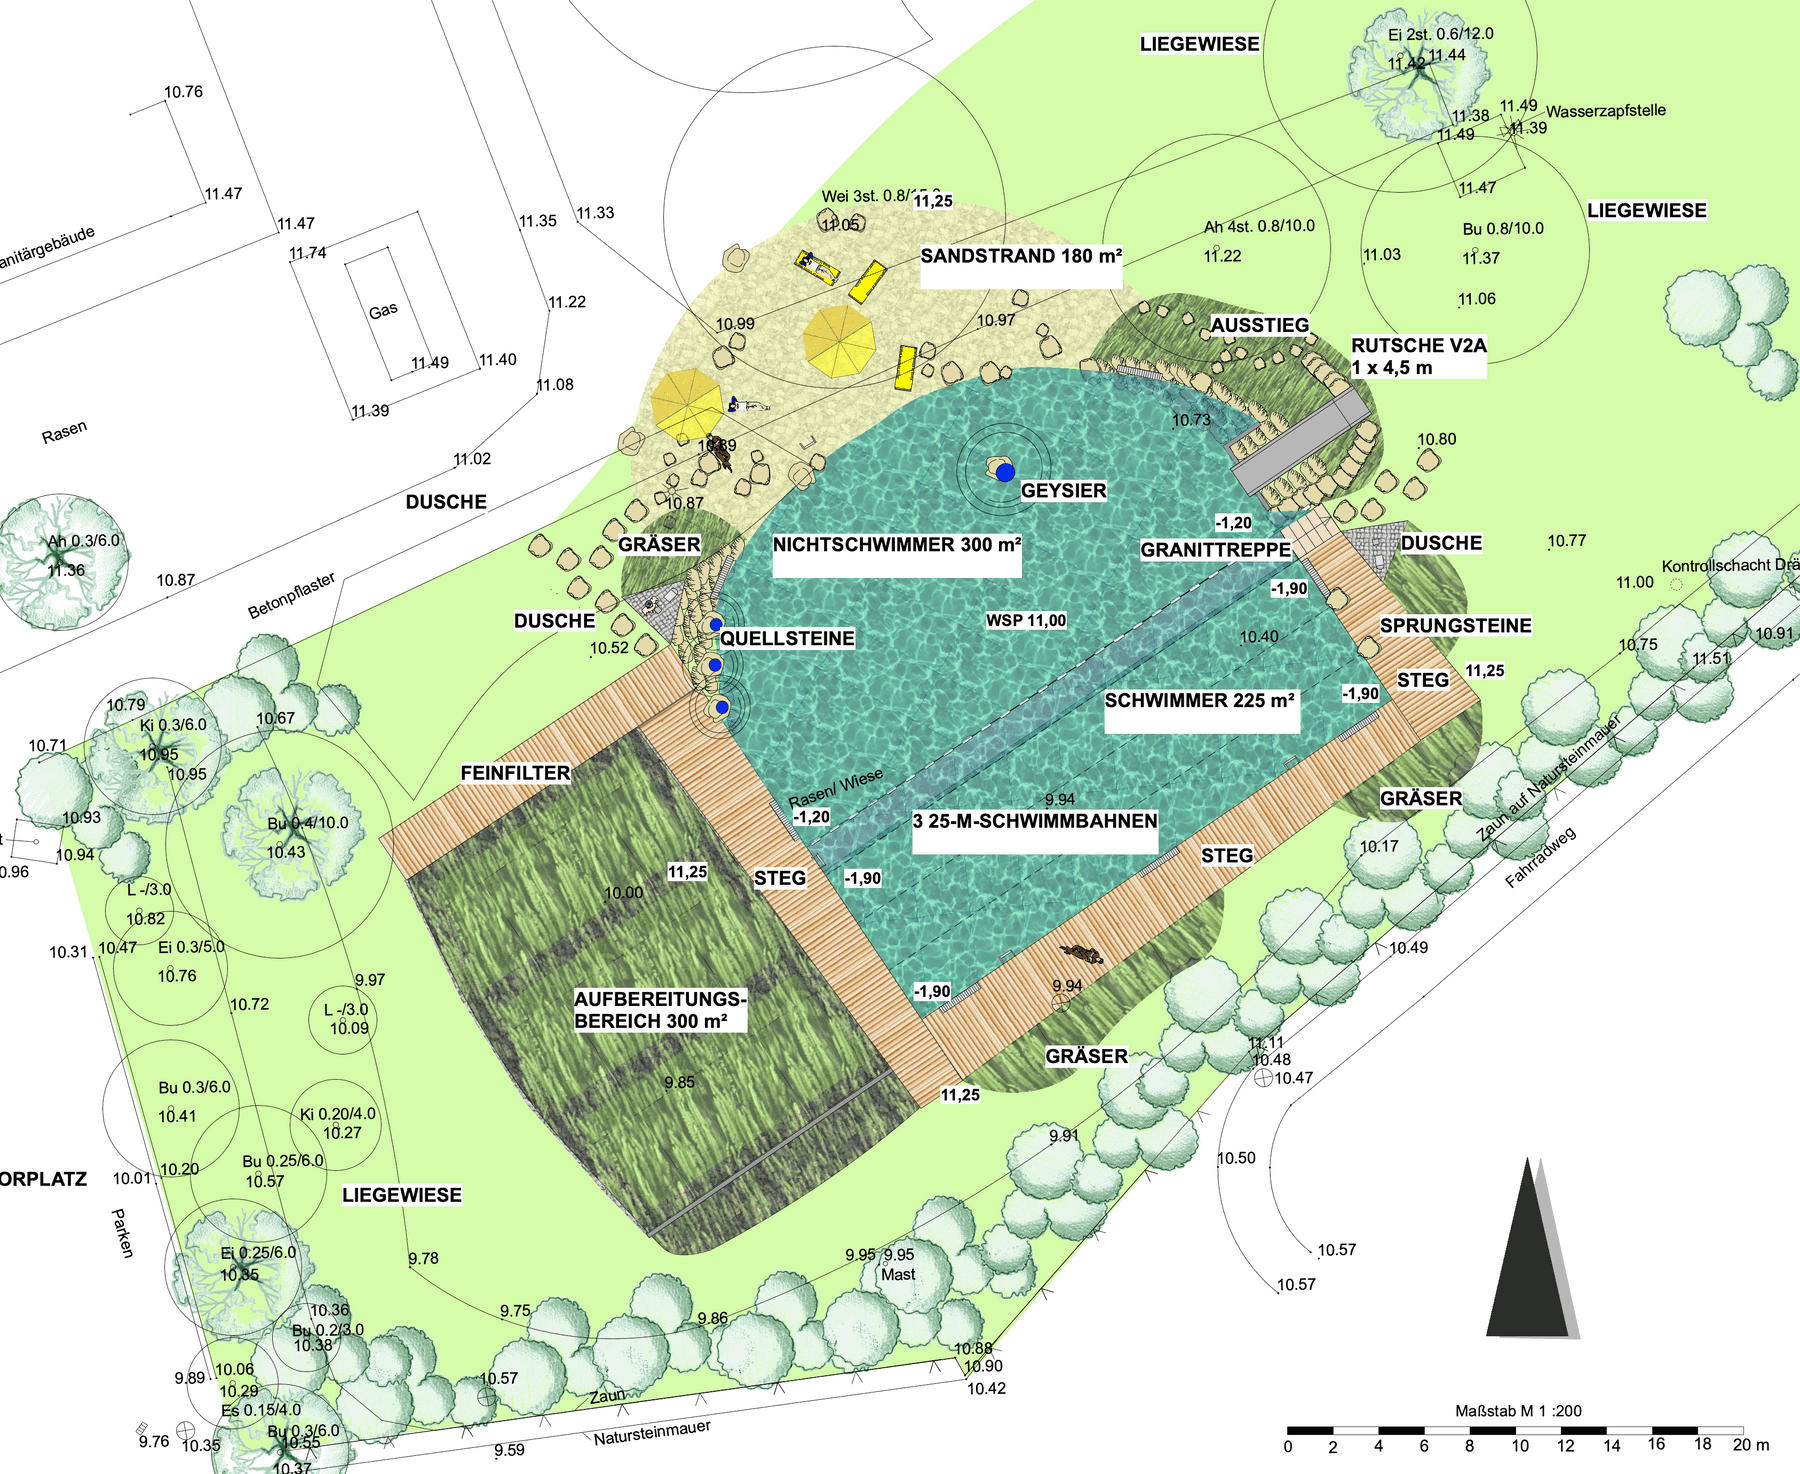 LIEGEWIESE
Ei 2st. 0.6/12.0
11.42
11.44
11.38
11.49
11.49
11.39
Wasserzapfstelle
11.47
10.76
11.47
11.47
anitärgebäude
11.74
Gas
11.49
11.40
11.39
11.35
11.33
11.22
11.08
11.02
Rasen
Wei 3st. 0.8/
11,25
11.05
SANDSTRAND 180 m²
Ah 4st. 0.8/10.0
11.22
11.03
LIEGEWIESE
Bu 0.8/10.0
11.37
11.06
10.99
10.97
AUSSTIEG
RUTSCHE V2A
1 x 4,5 m
10.73
10.80
10.89
10.87
DUSCHE
GEYSIER
-1,20
GRÄSER
NICHTSCHWIMMER 300 m²
GRANITTREPPE
DUSCHE
10.77
Ah 0.3/6.0
11.36
10.87
Betonpflaster
-1,90
11.00
Kontrollschacht Drä
DUSCHE
QUELLSTEINE
WSP 11,00
10.40
SPRUNGSTEINE
10.75
10.91
11.51
10.52
STEG
11,25
-1,90
SCHWIMMER 225 m²
10.79
Ki 0.3/6.0
10.67
10.71
10.95
10.95
FEINFILTER
Rasen/ Wiese
9.94
-1,20
3 25-M-SCHWIMMBAHNEN
GRÄSER
Zaun auf Natursteinmauer
Fahrradweg
10.93
t
10.94
0.96
Bu 0.4/10.0
10.43
11,25
STEG
-1,90
STEG
10.17
L -/3.0
10.82
10.00
10.31
10.47
Ei 0.3/5.0
10.76
9.97
10.49
10.72
L -/3.0
10.09
AUFBEREITUNGS-
BEREICH 300 m²
-1,90
9.94
GRÄSER
11.11
10.48
10.47
Bu 0.3/6.0
10.41
9.85
11,25
Ki 0.20/4.0
10.27
9.91
Bu 0.25/6.0
10.57
10.20
10.01
10.50
ORPLATZ
LIEGEWIESE
Parken
Ei 0.25/6.0
10.35
9.78
9.95
9.95
Mast
10.57
10.57
10.36
Bu 0.2/3.0
10.38
9.75
9.86
10.88
10.90
10.42
10.06
9.89
10.29
Es 0.15/4.0
10.57
Zaun
Natursteinmauer
Bu 0.3/6.0
10.55
9.76
10.35
10.37
9.59
Maßstab M 1 :200
0 2 4 6 8 10 12 14 16 18 20 m